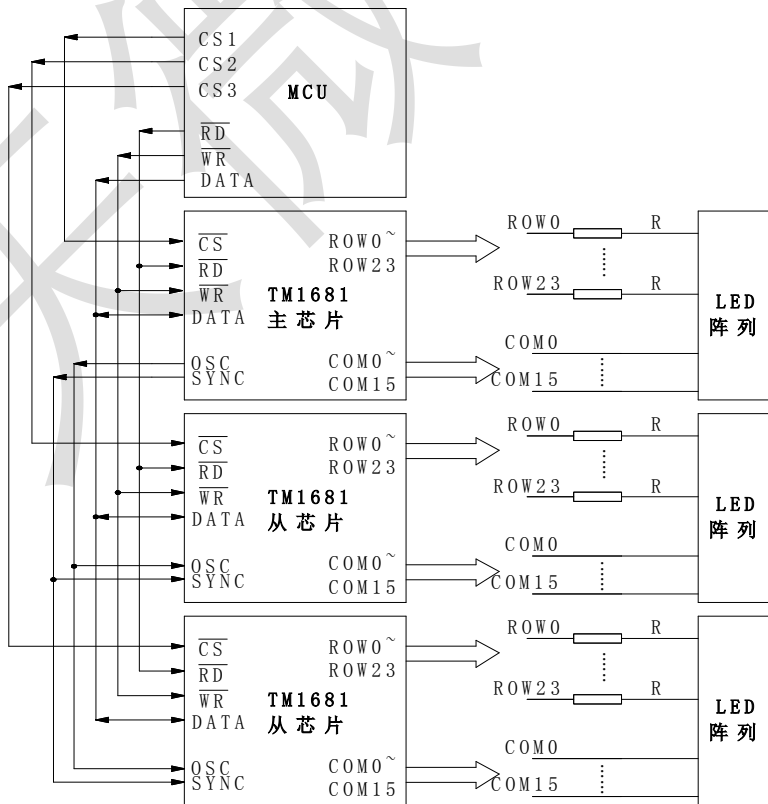 CS1
CS2
CS3
MCU
RD
WR
DATA
CS
RD
WR
DATA
OSC
SYNC
TM1681
主芯片
ROW0~
ROW23
COM0~
COM15
ROW0
R
ROW23
R
COM0
COM15
LED
阵列
CS
RD
WR
DATA
OSC
SYNC
TM1681
从芯片
ROW0~
ROW23
COM0~
COM15
ROW0
R
ROW23
R
COM0
COM15
LED
阵列
CS
RD
WR
DATA
OSC
SYNC
TM1681
从芯片
ROW0~
ROW23
COM0~
COM15
ROW0
R
ROW23
R
COM0
COM15
LED
阵列
天微